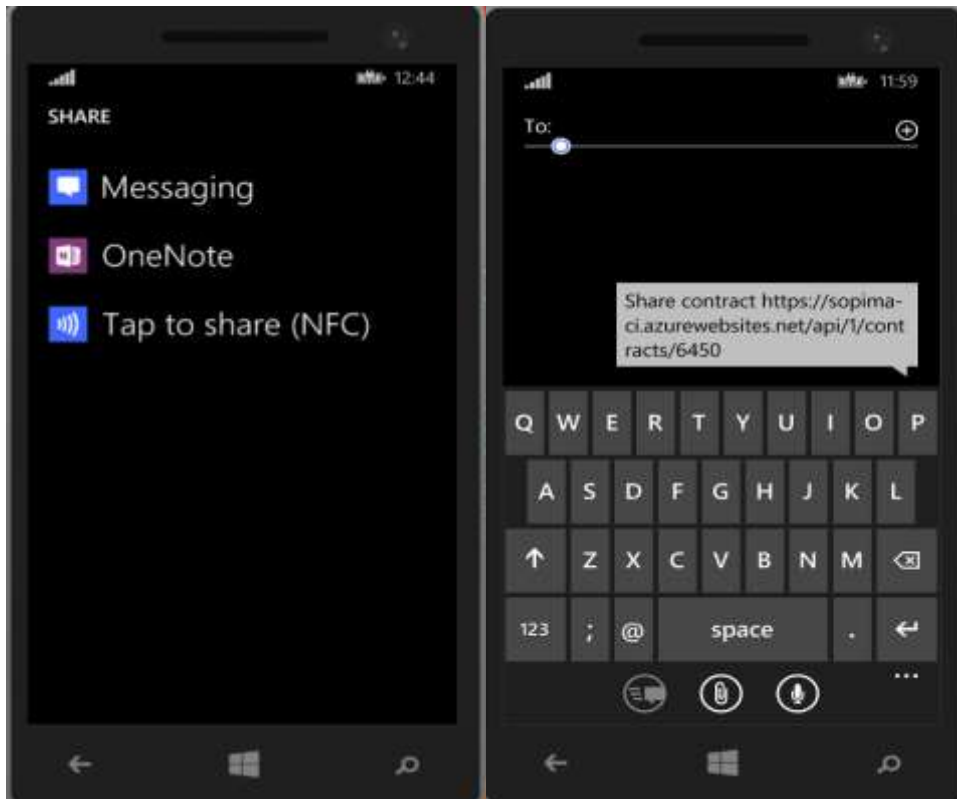 12:44
SHARE
Messaging
OneNote
Tap to share (NFC)
11:59
To:
Share contract https://sopima-
ci.azurewebsites.net/api/1/cont
racts/6450
Q W E R T Y U I O P
A S D F G H J K L
Z X C V B N M
123 ; @ space .